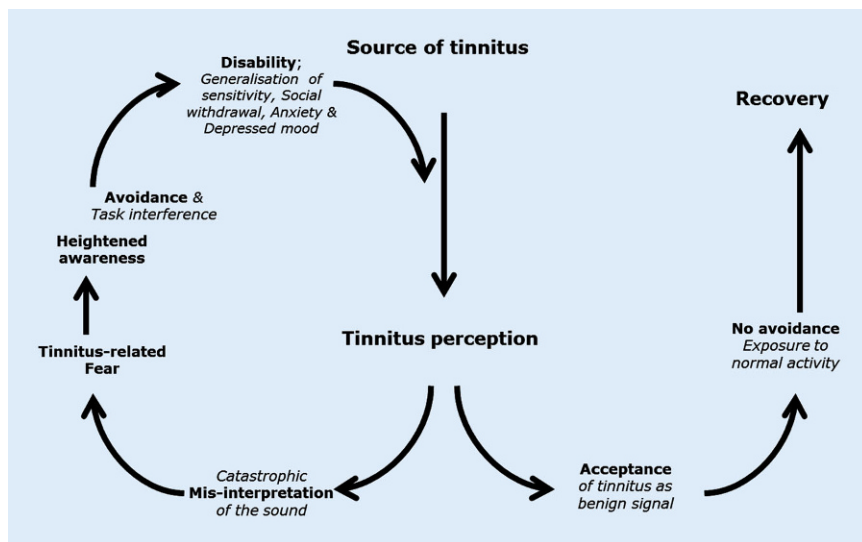 Source of tinnitus
Disability;
Generalisation of
sensitivity, Social
withdrawal, Anxiety &
Depressed mood
Recovery
Avoidance &
Task interference
Heightened
awareness
Tinnitus-related
Fear
Tinnitus perception
No avoidance
Exposure to
normal activity
Catastrophic
Mis-interpretation
of the sound
Acceptance
of tinnitus as
benign signal